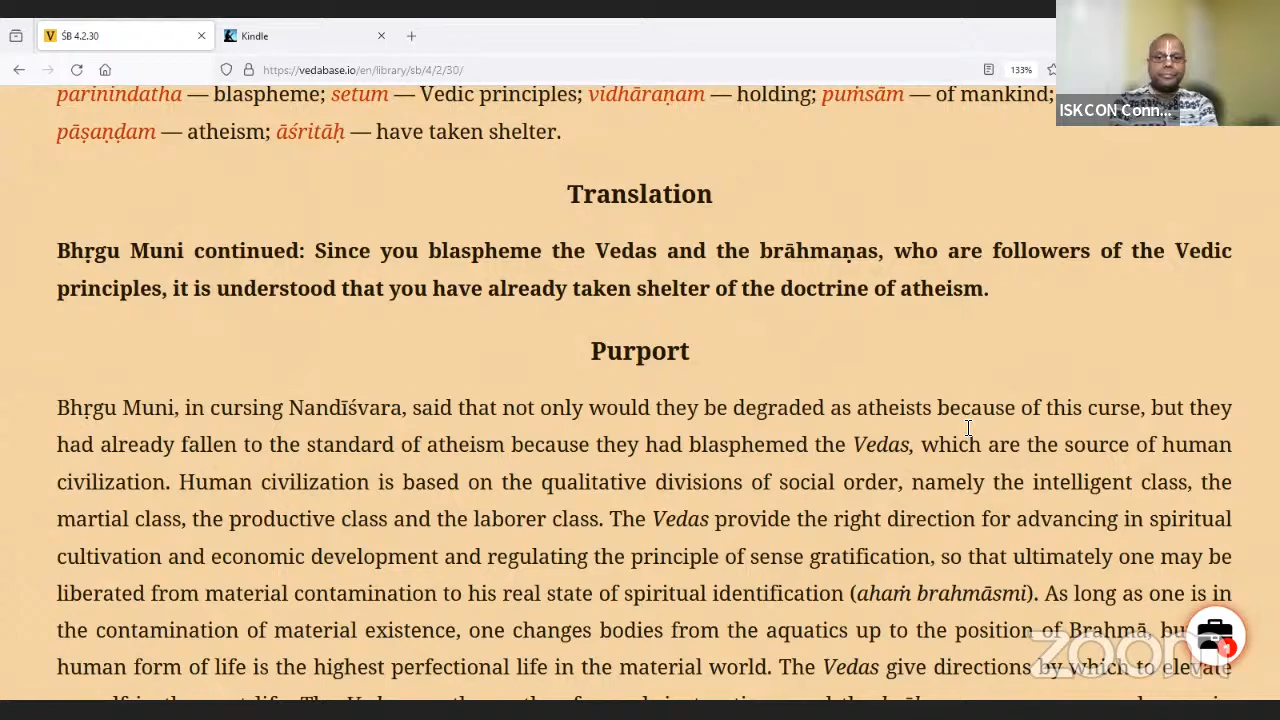 ŚB 4.2.30
Kindle
https://vedabase.io/en/library/sb/4/2/30/
133%
ISKCON Conn...
parinindatha — blaspheme; setum — Vedic principles; vidhāraṇam — holding; puṁsām — of mankind;
pāṣaṇḍam — atheism; āśritāḥ — have taken shelter.
Translation
Bhṛgu Muni continued: Since you blaspheme the Vedas and the brāhmaṇas, who are followers of the Vedic
principles, it is understood that you have already taken shelter of the doctrine of atheism.
Purport
Bhṛgu Muni, in cursing Nandīśvara, said that not only would they be degraded as atheists because of this curse, but they
had already fallen to the standard of atheism because they had blasphemed the Vedas, which are the source of human
civilization. Human civilization is based on the qualitative divisions of social order, namely the intelligent class, the
martial class, the productive class and the laborer class. The Vedas provide the right direction for advancing in spiritual
cultivation and economic development and regulating the principle of sense gratification, so that ultimately one may be
liberated from material contamination to his real state of spiritual identification (ahaṁ brahmāsmi). As long as one is in
the contamination of material existence, one changes bodies from the aquatics up to the position of Brahmā,
human form of life is the highest perfectional life in the material world. The Vedas give directions by which to elevate
zoom
1